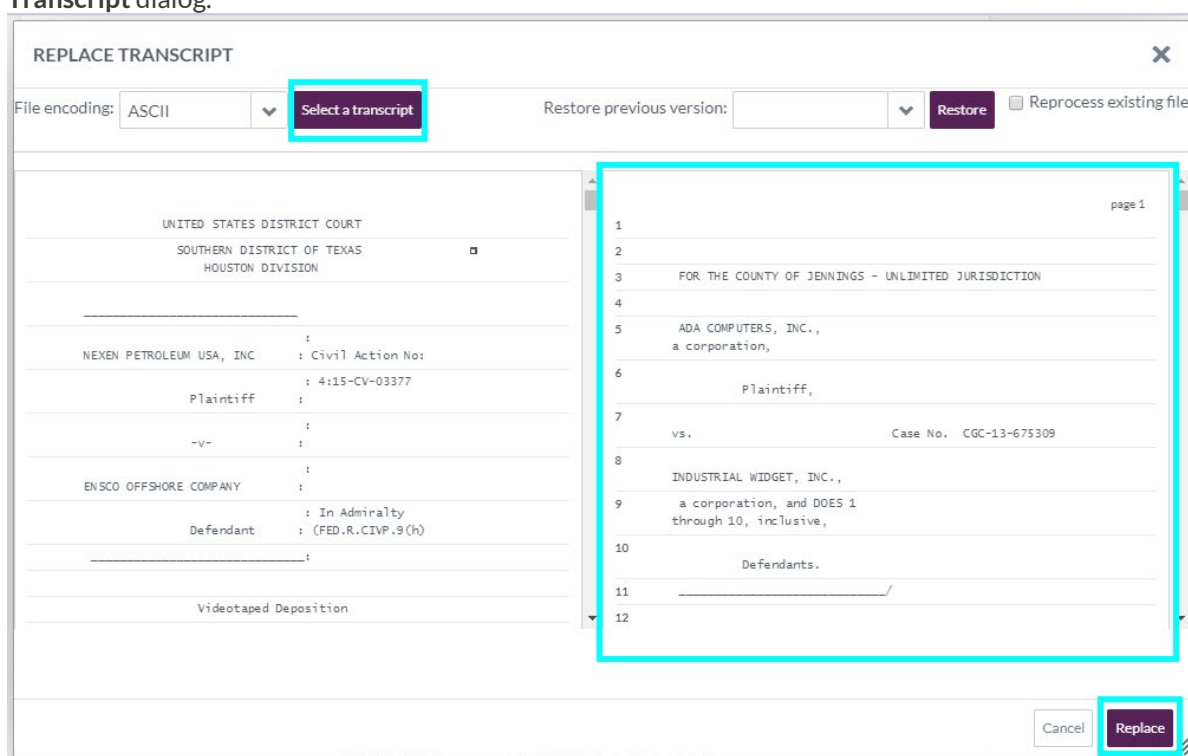 Transcript dialog.
REPLACE TRANSCRIPT
File encoding: ASCII Select a transcript Restore previous version: Restore Reprocess existing file
UNITED STATES DISTRICT COURT
SOUTHERN DISTRICT OF TEXAS
HOUSTON DIVISION
______________________________
:
NEXEN PETROLEUM USA, INC : Civil Action No:
: 4:15-CV-03377
Plaintiff :
:
-v- :
:
ENSCO OFFSHORE COMPANY :
: In Admiralty
Defendant : (FED.R.CIVP.9(h)
______________________________:
Videotaped Deposition
page 1
1
2
3 FOR THE COUNTY OF JENNINGS - UNLIMITED JURISDICTION
4
5 ADA COMPUTERS, INC.,
a corporation,
6
Plaintiff,
7
vs. Case No. CGC-13-675309
8
INDUSTRIAL WIDGET, INC.,
9 a corporation, and DOES 1
through 10, inclusive,
10
Defendants.
11 _____________________________/
12
Cancel Replace